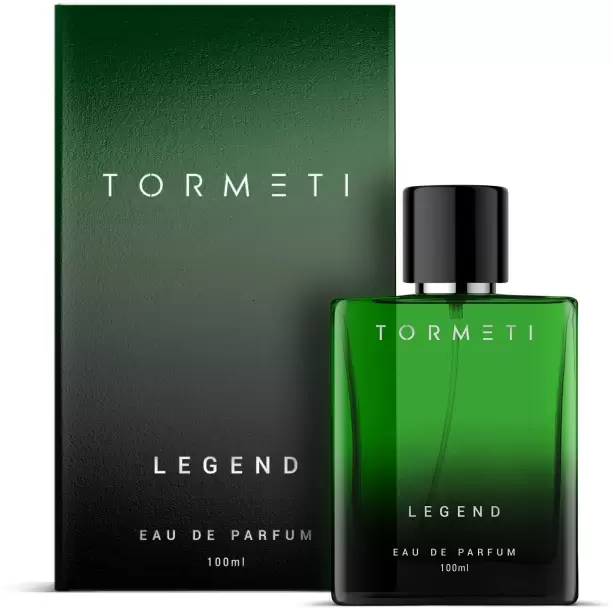 TORMETI
LEGEND
EAU DE PARFUM
100ml
TORMETI
LEGEND
EAU DE PARFUM
100ml